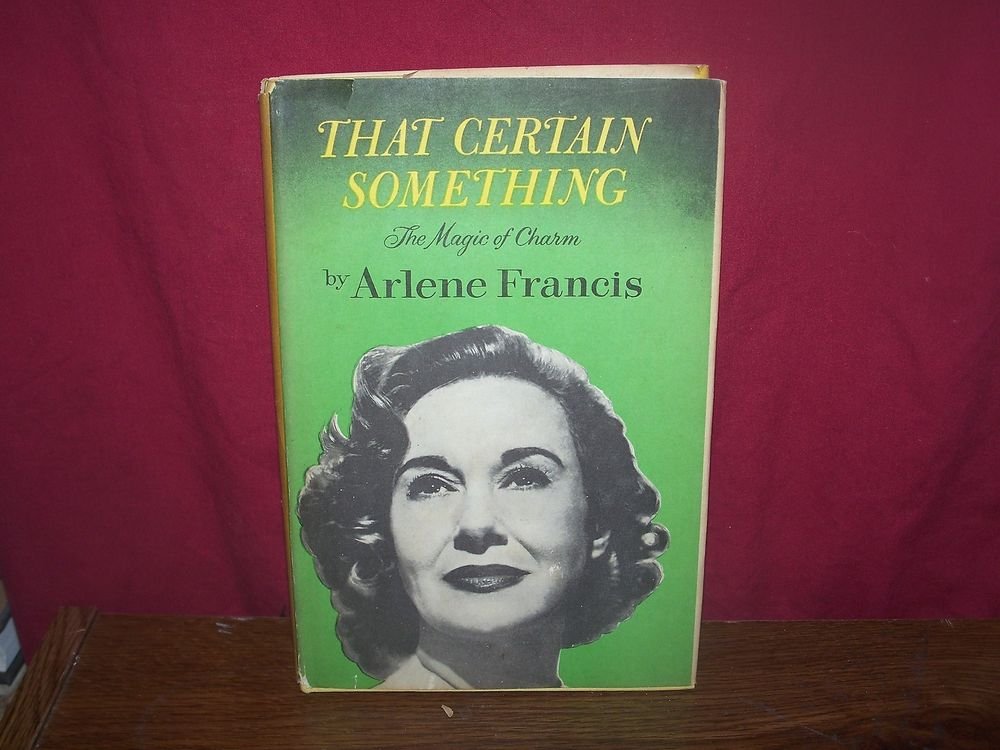 THAT CERTAIN
SOMETHING
The Magic of Charm
by Arlene Francis